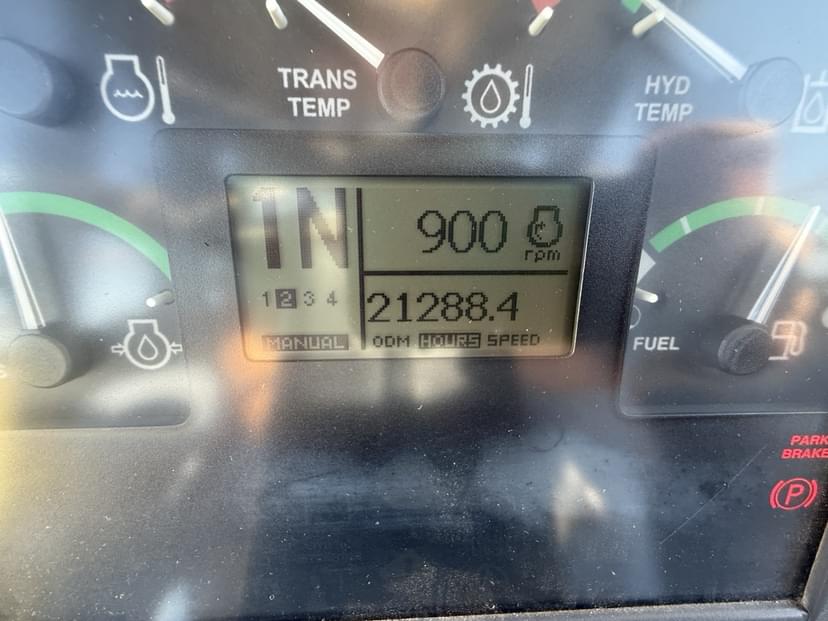 TRANS
TEMP
HYD
TEMP
1N
900
rpm
1 2 3 4
21288.4
MANUAL
ODM HOURS SPEED
FUEL
PARK
BRAKE
P